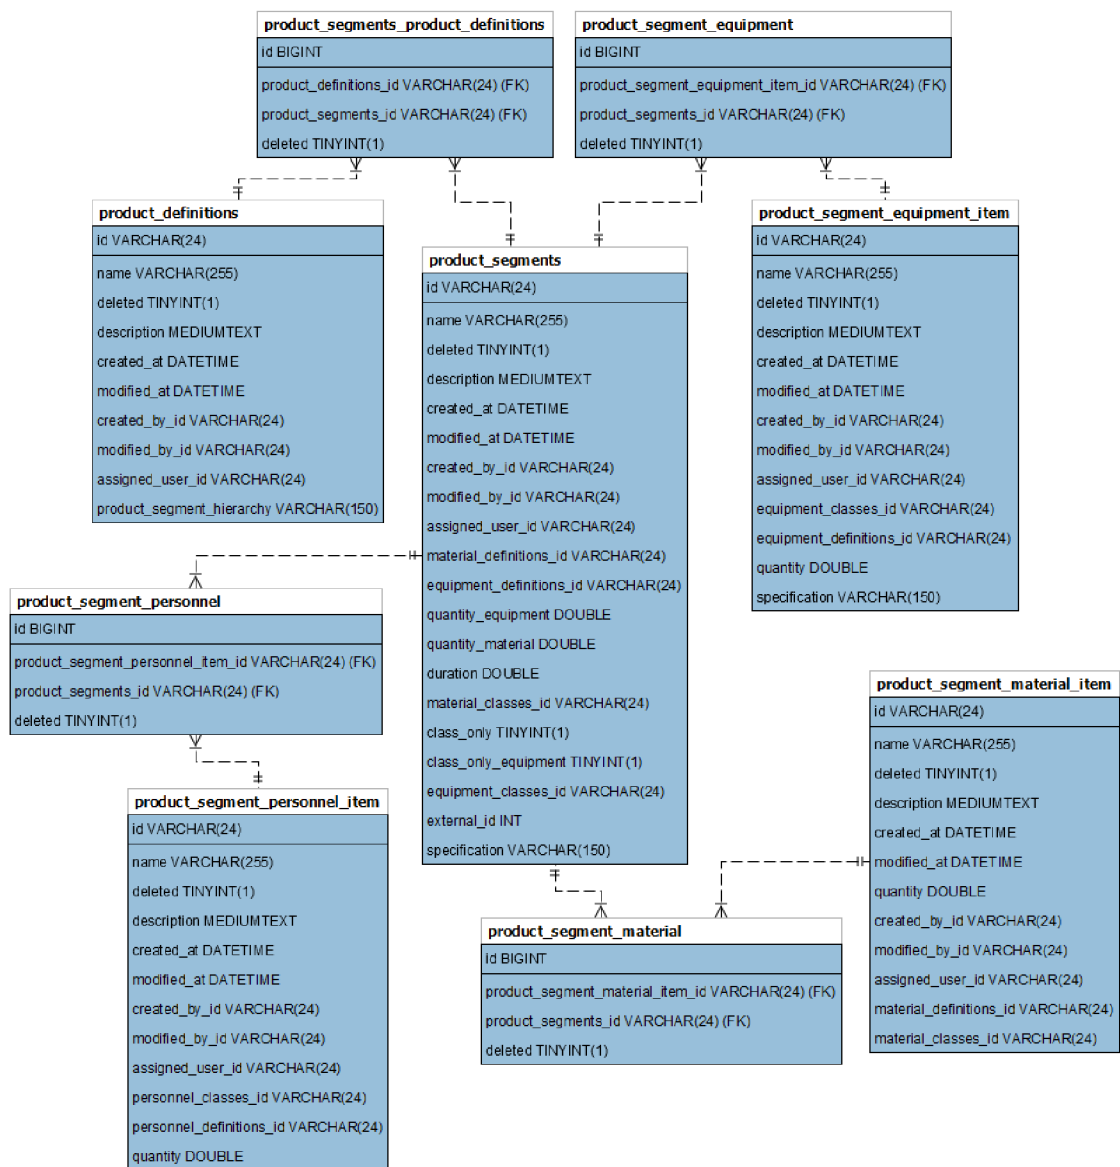 product_segments_product_definitions
id BIGINT
product_definitions_id VARCHAR(24) (FK)
product_segments_id VARCHAR(24) (FK)
deleted TINYINT(1)
product_segment_equipment
id BIGINT
product_segment_equipment_item_id VARCHAR(24) (FK)
product_segments_id VARCHAR(24) (FK)
deleted TINYINT(1)
product_definitions
id VARCHAR(24)
name VARCHAR(255)
deleted TINYINT(1)
description MEDIUMTEXT
created_at DATETIME
modified_at DATETIME
created_by_id VARCHAR(24)
modified_by_id VARCHAR(24)
assigned_user_id VARCHAR(24)
product_segment_hierarchy VARCHAR(150)
product_segments
id VARCHAR(24)
name VARCHAR(255)
deleted TINYINT(1)
description MEDIUMTEXT
created_at DATETIME
modified_at DATETIME
created_by_id VARCHAR(24)
modified_by_id VARCHAR(24)
assigned_user_id VARCHAR(24)
material_definitions_id VARCHAR(24)
equipment_definitions_id VARCHAR(24)
quantity_equipment DOUBLE
quantity_material DOUBLE
duration DOUBLE
material_classes_id VARCHAR(24)
class_only TINYINT(1)
class_only_equipment TINYINT(1)
equipment_classes_id VARCHAR(24)
external_id INT
specification VARCHAR(150)
product_segment_equipment_item
id VARCHAR(24)
name VARCHAR(255)
deleted TINYINT(1)
description MEDIUMTEXT
created_at DATETIME
modified_at DATETIME
created_by_id VARCHAR(24)
modified_by_id VARCHAR(24)
assigned_user_id VARCHAR(24)
equipment_classes_id VARCHAR(24)
equipment_definitions_id VARCHAR(24)
quantity DOUBLE
specification VARCHAR(150)
product_segment_personnel
id BIGINT
product_segment_personnel_item_id VARCHAR(24) (FK)
product_segments_id VARCHAR(24) (FK)
deleted TINYINT(1)
product_segment_personnel_item
id VARCHAR(24)
name VARCHAR(255)
deleted TINYINT(1)
description MEDIUMTEXT
created_at DATETIME
modified_at DATETIME
created_by_id VARCHAR(24)
modified_by_id VARCHAR(24)
assigned_user_id VARCHAR(24)
personnel_classes_id VARCHAR(24)
personnel_definitions_id VARCHAR(24)
quantity DOUBLE
product_segment_material_item
id VARCHAR(24)
name VARCHAR(255)
deleted TINYINT(1)
description MEDIUMTEXT
created_at DATETIME
modified_at DATETIME
quantity DOUBLE
created_by_id VARCHAR(24)
modified_by_id VARCHAR(24)
assigned_user_id VARCHAR(24)
material_definitions_id VARCHAR(24)
material_classes_id VARCHAR(24)
product_segment_material
id BIGINT
product_segment_material_item_id VARCHAR(24) (FK)
product_segments_id VARCHAR(24) (FK)
deleted TINYINT(1)